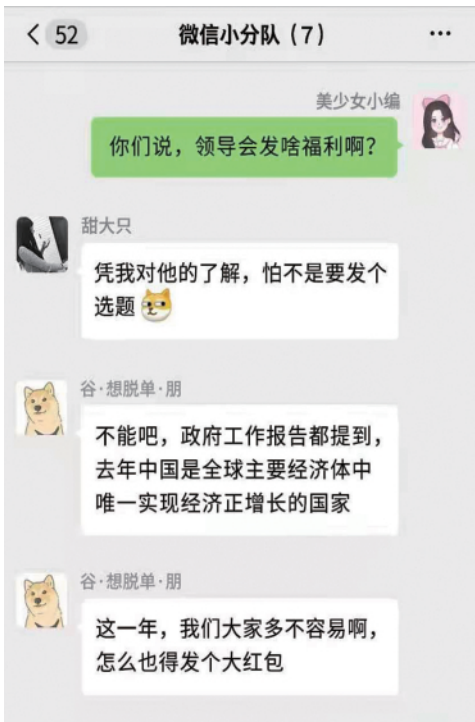 52
微信小分队（7）
美少女小编
你们说，领导会发啥福利啊？
甜大只
凭我对他的了解，怕不是要发个
选题
谷·想脱单·朋
不能吧，政府工作报告都提到，
去年中国是全球主要经济体中
唯一实现经济正增长的国家
谷·想脱单·朋
这一年，我们大家多不容易啊，
怎么也得发个大红包